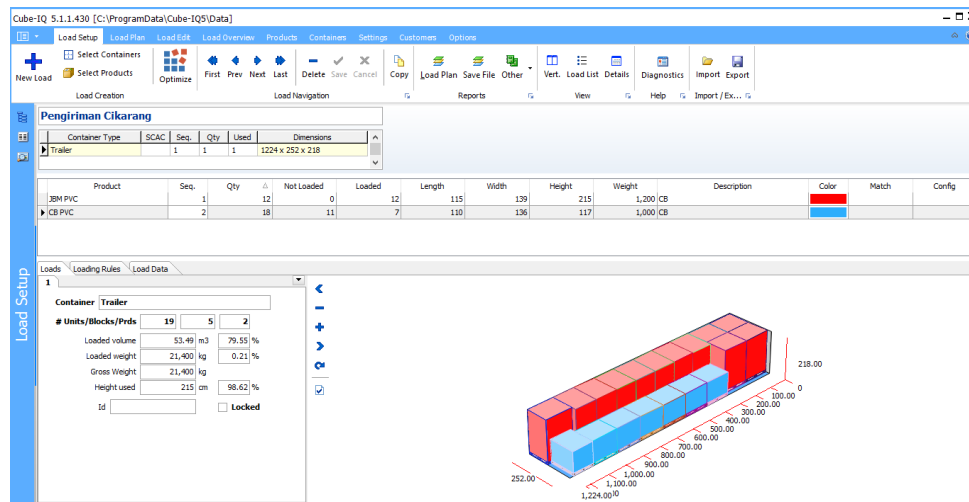 Cube-IQ 5.1.1.430 [C:\ProgramData\Cube-IQ5\Data]
Load Setup Load Plan Load Edit Load Overview Products Containers Settings Customers Options
New Load
Select Containers
Select Products
Optimize
First Prev Next Last Delete Save Cancel Copy Load Plan Save File Other Vert. Load List Details Diagnostics Import Export
Load Creation Load Navigation Reports View Help Import / Ex...
Pengiriman Cikarang
Container Type SCAC Seq. Qty Used Dimensions
Trailer 1 1 1 1224 x 252 x 218
Product Seq. Qty Not Loaded Loaded Length Width Height Weight Description Color Match Config
JBM PVC 1 12 0 12 115 139 215 1,200 CB
CB PVC 2 18 11 7 110 136 117 1,000 CB
Load Setup
Loads Loading Rules Load Data
1
Container Trailer
# Units/Blocks/Prds 19 5 2
Loaded volume 53.49 m3 79.55 %
Loaded weight 21,400 kg 0.21 %
Gross Weight 21,400 kg
Height used 215 cm 98.62 %
Id Locked
218.00
0
100.00
200.00
300.00
400.00
500.00
600.00
700.00
800.00
900.00
1,000.00
1,100.00
1,224.00
252.00